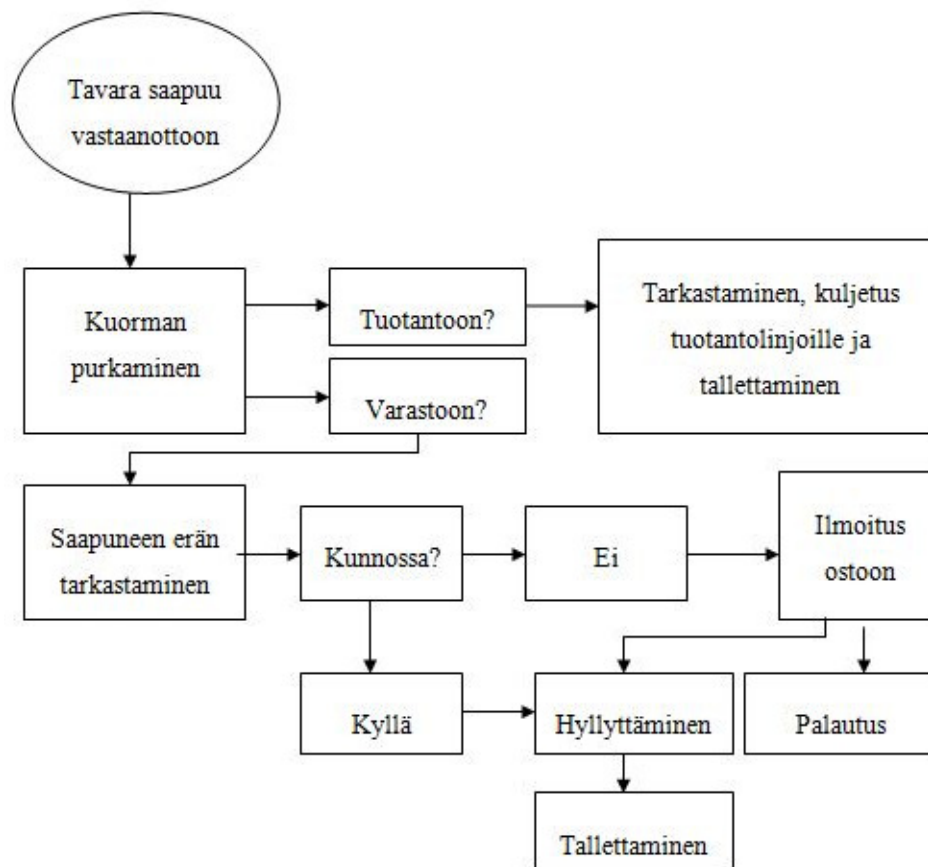 Tavara saapuu
vastaanottoon
Kuorman
purkaminen
Tuotantoon?
Tarkastaminen, kuljetus
tuotantolinjoille ja
tallettaminen
Varastoon?
Saapuneen erän
tarkastaminen
Kunnossa?
Ei
Ilmoitus
ostoon
Kyllä
Hyllyttäminen
Palautus
Tallettaminen